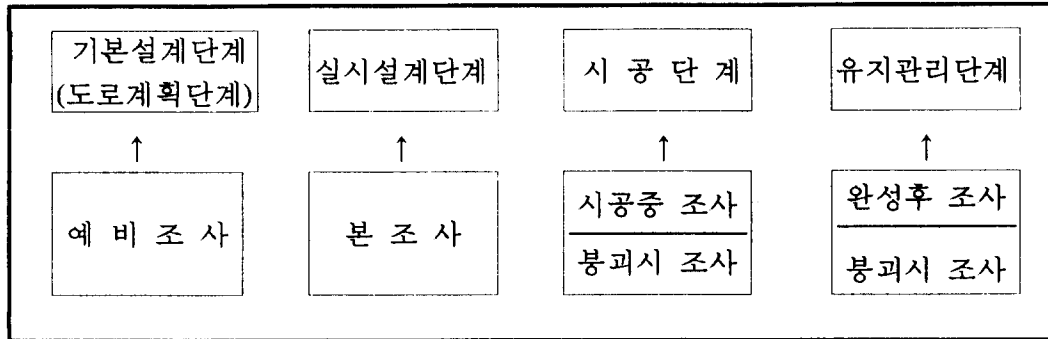 기본설계단계
(도로계획단계)
실시설계단계
시 공 단 계
유지관리단계
↑ ↑ ↑ ↑
예 비 조 사
본 조 사
시공중 조사
붕괴시 조사
완성후 조사
붕괴시 조사